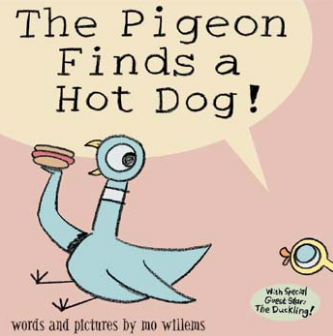 The Pigeon
Finds a
Hot Dog!
With Special
Guest Star:
The Duckling!
words and pictures by mo willems